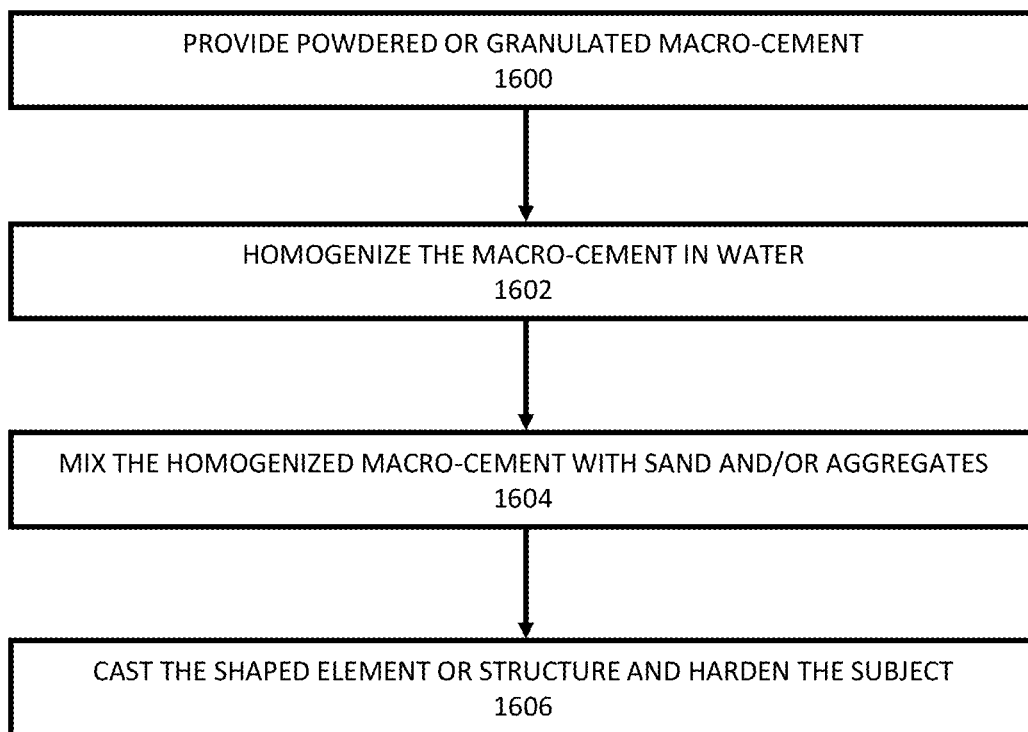 PROVIDE POWDERED OR GRANULATED MACRO-CEMENT
1600
HOMOGENIZE THE MACRO-CEMENT IN WATER
1602
MIX THE HOMOGENIZED MACRO-CEMENT WITH SAND AND/OR AGGREGATES
1604
CAST THE SHAPED ELEMENT OR STRUCTURE AND HARDEN THE SUBJECT
1606